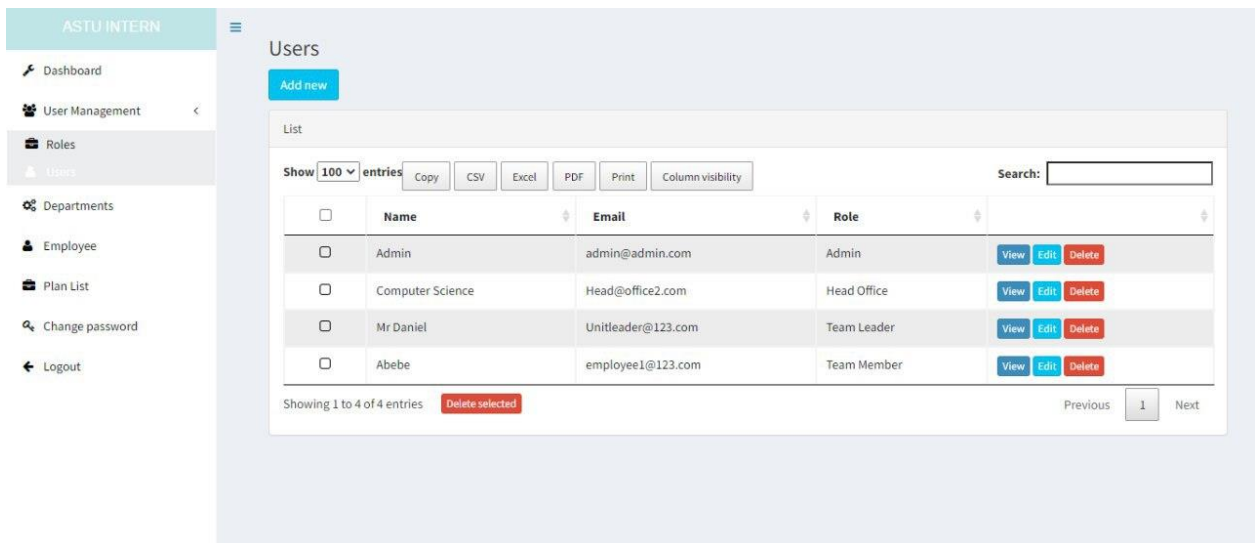 ASTU INTERN
Dashboard
User Management
Roles
Users
Departments
Employee
Plan List
Change password
Logout
Users
Add new
List
Show 100 entries Copy CSV Excel PDF Print Column visibility Search:
Name Email Role
Admin admin@admin.com Admin View Edit Delete
Computer Science Head@office2.com Head Office View Edit Delete
Mr Daniel Unitleader@123.com Team Leader View Edit Delete
Abebe employee1@123.com Team Member View Edit Delete
Showing 1 to 4 of 4 entries Delete selected Previous 1 Next